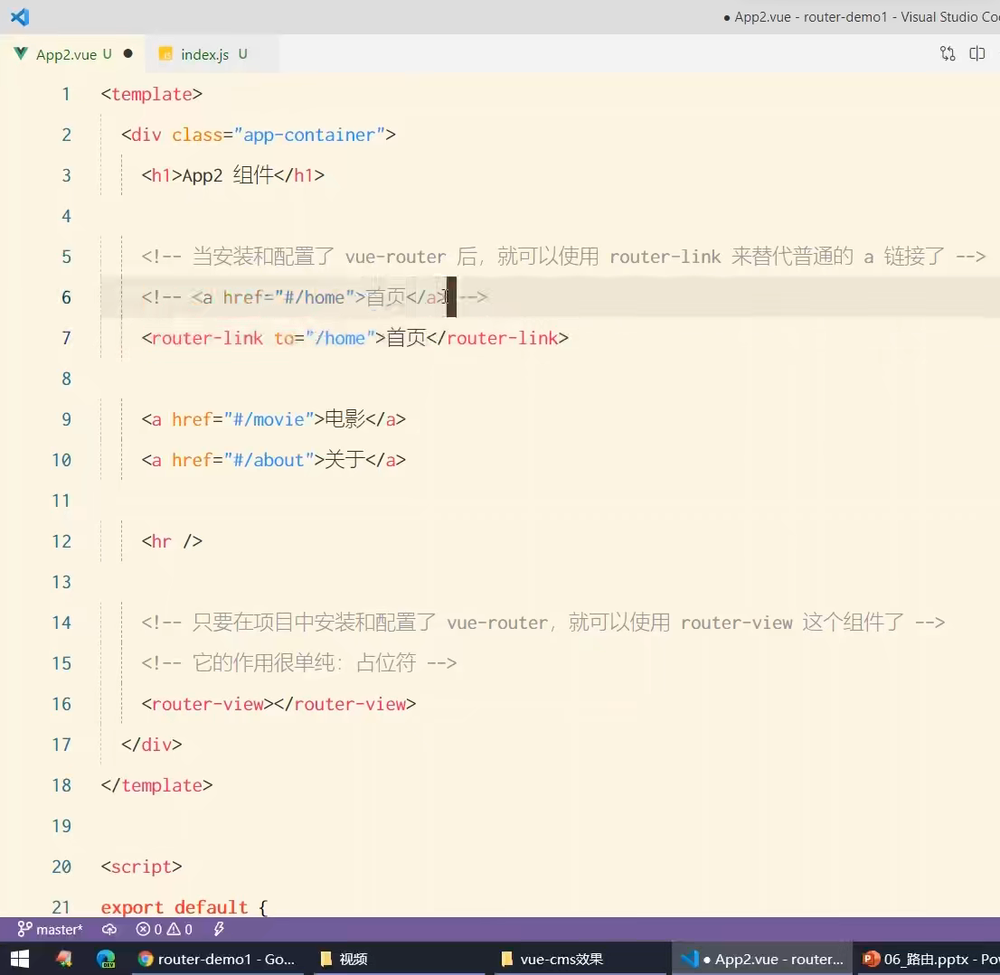 ● App2.vue - router-demo1 - Visual Studio Co
App2.vue U ● index.js U
1 <template>
2 <div class="app-container">
3 <h1>App2 组件</h1>
4
5 <!-- 当安装和配置了 vue-router 后，就可以使用 router-link 来替代普通的 a 链接了 -->
6 <!-- <a href="#/home">首页</a> -->
7 <router-link to="/home">首页</router-link>
8
9 <a href="#/movie">电影</a>
10 <a href="#/about">关于</a>
11
12 <hr />
13
14 <!-- 只要在项目中安装和配置了 vue-router，就可以使用 router-view 这个组件了 -->
15 <!-- 它的作用很单纯：占位符 -->
16 <router-view></router-view>
17 </div>
18 </template>
19
20 <script>
21 export default {
master* 0 0
router-demo1 - Go... 视频 vue-cms效果 ● App2.vue - router... 06_路由.pptx - Po